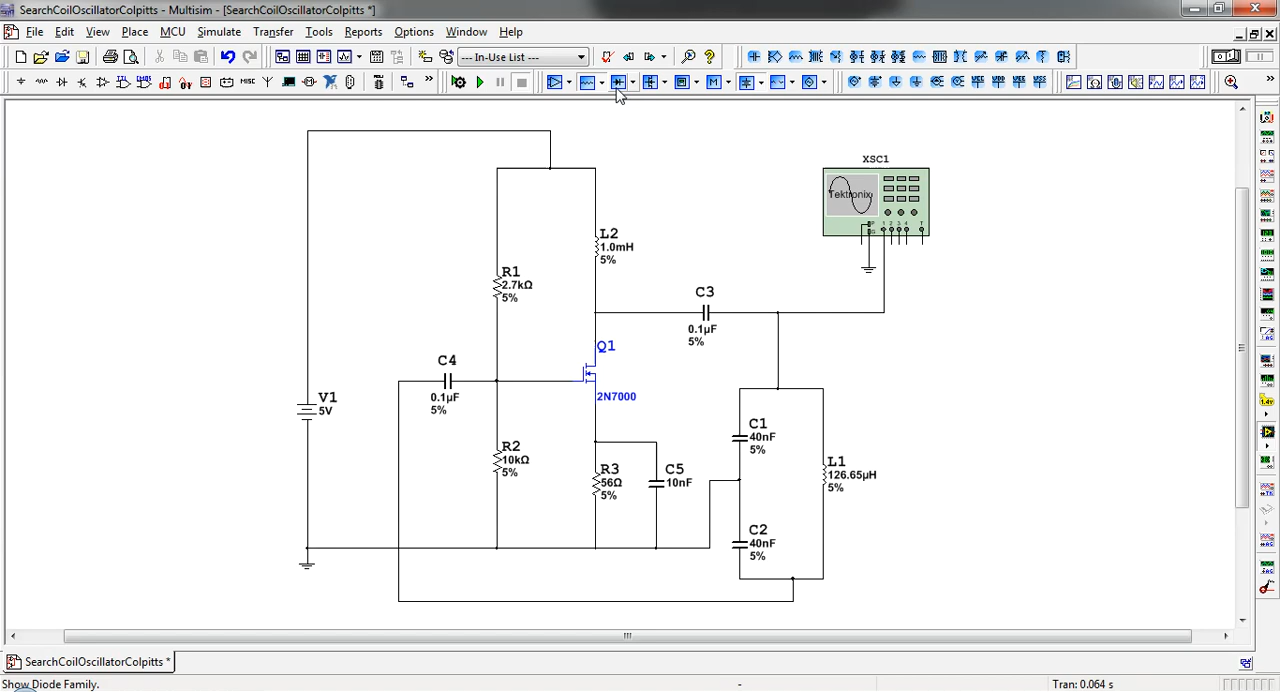 SearchCoilOscillatorColpitts - Multisim - [SearchCoilOscillatorColpitts *]
File Edit View Place MCU Simulate Transfer Tools Reports Options Window Help
--- In-Use List ---
MISC
XSC1
Tektronix
L2
1.0mH
5%
R1
2.7kΩ
5%
C3
0.1µF
5%
Q1
2N7000
C4
0.1µF
5%
V1
5V
C1
40nF
5%
R2
10kΩ
5%
R3
56Ω
5%
C5
10nF
L1
126.65µH
5%
C2
40nF
5%
SearchCoilOscillatorColpitts *
Show Diode Family.
-
Tran: 0.064 s